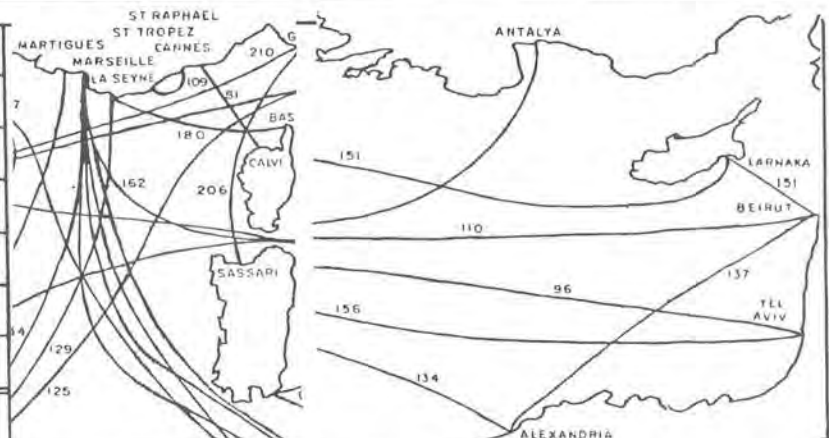 ST RAPHAEL
ST TROPEZ
CANNES
MARTIGUES
MARSEILLE
LA SEYNE
210
G
109
81
7
180
BAS
CALVI
162
206
SASSARI
129
125
ANTALYA
151
LARNAKA
151
BEIRUT
110
137
96
TEL
AVIV
156
134
ALEXANDRIA